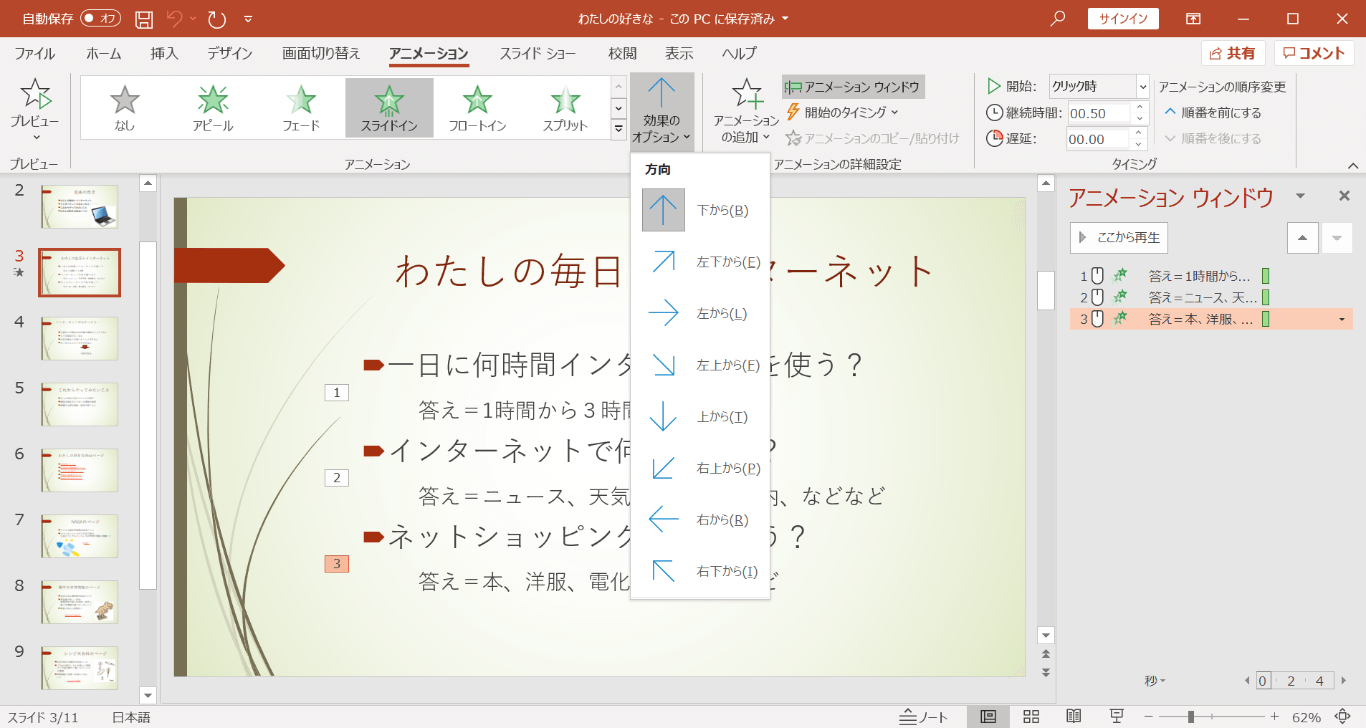 自動保存 オフ
わたしの好きな - この PC に保存済み
サインイン
ファイル ホーム 挿入 デザイン 画面切り替え アニメーション スライド ショー 校閲 表示 ヘルプ
共有 コメント
プレビュー
なし アピール フェード スライドイン フロートイン スプリット
効果の
オプション
アニメーション
の追加
アニメーション ウィンドウ
開始のタイミング
アニメーションのコピー/貼り付け
開始: クリック時
継続時間: 00.50
遅延: 00.00
アニメーションの順序変更
順番を前にする
順番を後にする
プレビュー アニメーション アニメーションの詳細設定 タイミング
方向
下から(B)
左下から(E)
左から(L)
左上から(F)
上から(T)
右上から(P)
右から(R)
右下から(I)
2
3
4
5
6
7
8
9
わたしの毎日 ターネット
一日に何時間インタ を使う？
1
答え＝1時間から３時間
インターネットで何 ？
2
答え＝ニュース、天気 内、などなど
ネットショッピング う？
3
答え＝本、洋服、電化 ど
アニメーション ウィンドウ
ここから再生
1 答え＝1時間から...
2 答え＝ニュース、天...
3 答え＝本、洋服、...
秒 0 2 4
スライド 3/11 日本語 ノート 62%